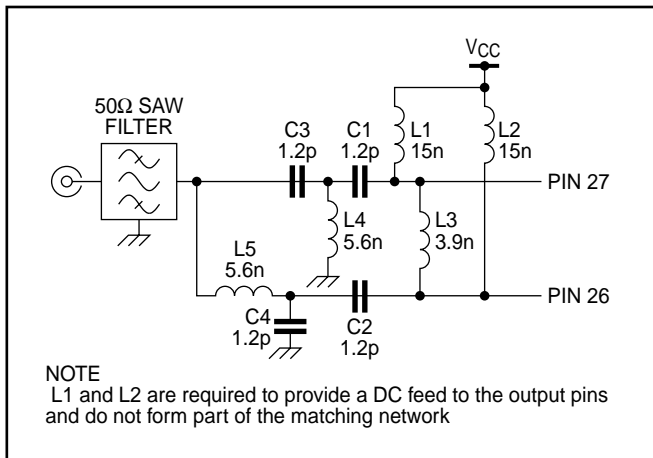 VCC
50Ω SAW
FILTER
C3
1.2p
C1
1.2p
L1
15n
L2
15n
PIN 27
L4
5.6n
L3
3.9n
L5
5.6n
PIN 26
C4
1.2p
C2
1.2p
NOTE
L1 and L2 are required to provide a DC feed to the output pins
and do not form part of the matching network